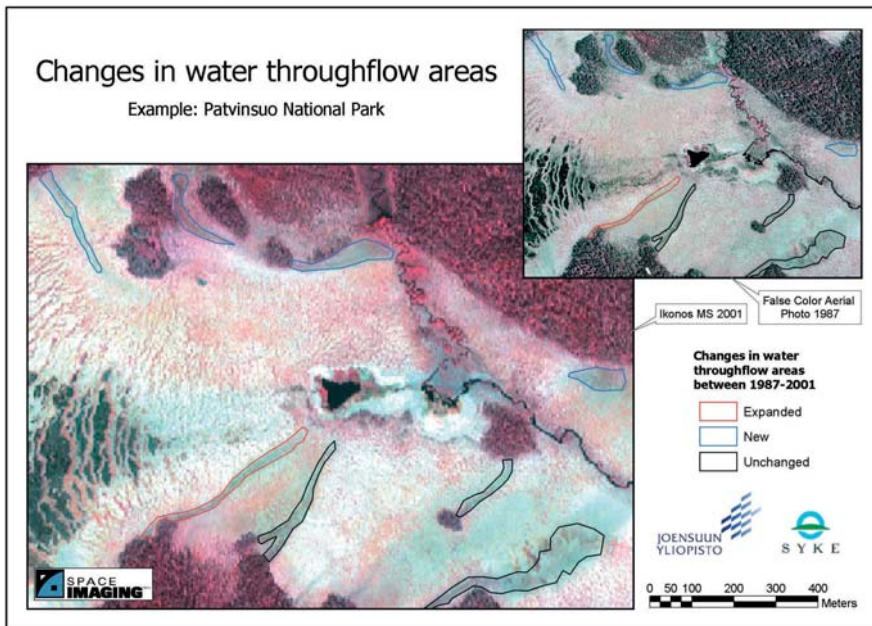 Changes in water throughflow areas
Example: Patvinsuo National Park
Ikonos MS 2001
False Color Aerial
Photo 1987
Changes in water
throughflow areas
between 1987-2001
Expanded
New
Unchanged
JOENSUUN
YLIOPISTO
SYKE
SPACE
IMAGING
0 50 100 200 300 400
Meters